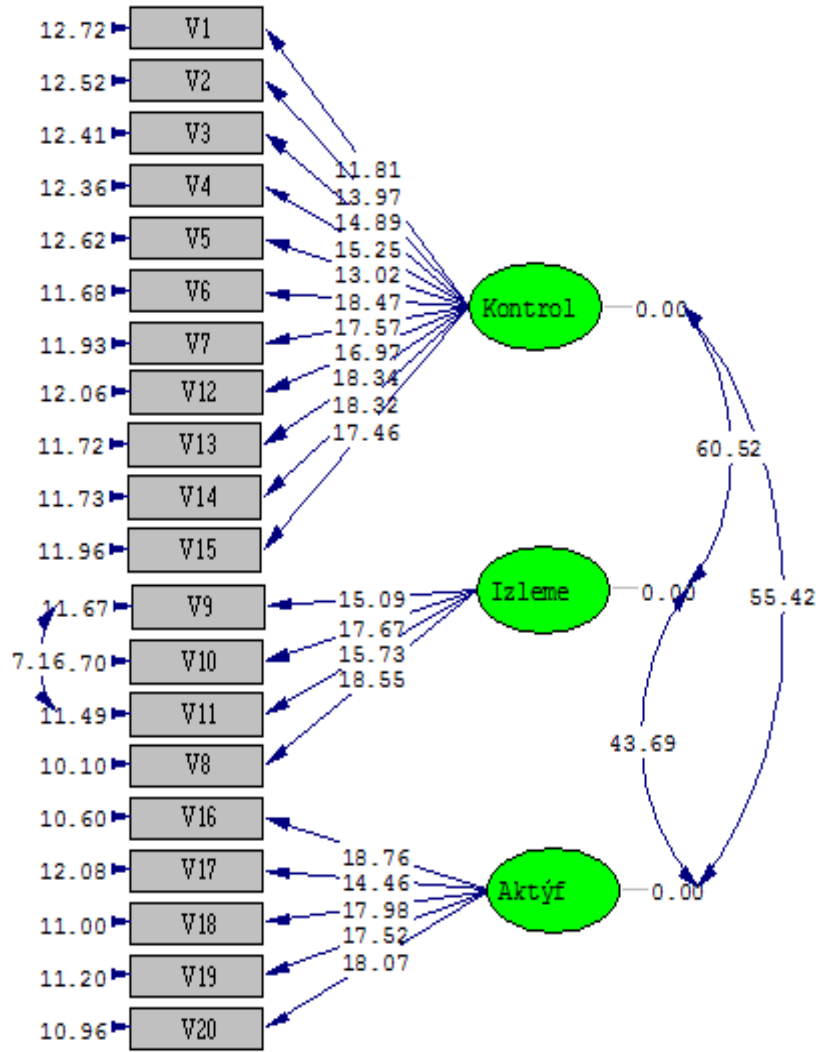 12.72 V1
12.52 V2
12.41 V3
12.36 V4
12.62 V5
11.68 V6
11.93 V7
12.06 V12
11.72 V13
11.73 V14
11.96 V15
11.67 V9
7.16.70 V10
11.49 V11
10.10 V8
10.60 V16
12.08 V17
11.00 V18
11.20 V19
10.96 V20
11.81
13.97
14.89
15.25
13.02
18.47
17.57
16.97
18.34
18.32
17.46
15.09
17.67
15.73
18.55
18.76
14.46
17.98
17.52
18.07
Kontrol 0.00
Izleme 0.00
Aktýf 0.00
60.52
55.42
43.69